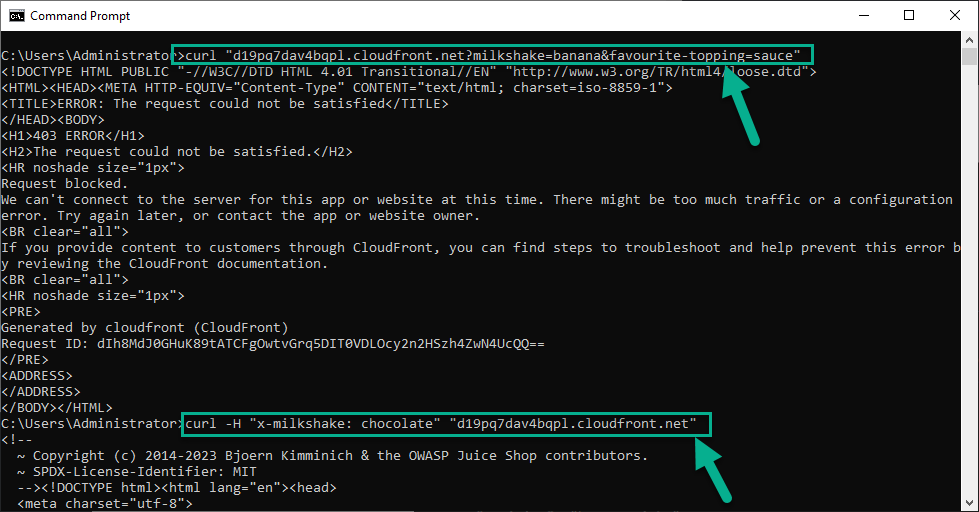 Command Prompt
C:\Users\Administrator>curl "d19pq7dav4bqpl.cloudfront.net?milkshake=banana&favourite-topping=sauce"
<!DOCTYPE HTML PUBLIC "-//W3C//DTD HTML 4.01 Transitional//EN" "http://www.w3.org/TR/html4/loose.dtd">
<HTML><HEAD><META HTTP-EQUIV="Content-Type" CONTENT="text/html; charset=iso-8859-1">
<TITLE>ERROR: The request could not be satisfied</TITLE>
</HEAD><BODY>
<H1>403 ERROR</H1>
<H2>The request could not be satisfied.</H2>
<HR noshade size="1px">
Request blocked.
We can't connect to the server for this app or website at this time. There might be too much traffic or a configuration
error. Try again later, or contact the app or website owner.
<BR clear="all">
If you provide content to customers through CloudFront, you can find steps to troubleshoot and help prevent this error b
y reviewing the CloudFront documentation.
<BR clear="all">
<HR noshade size="1px">
<PRE>
Generated by cloudfront (CloudFront)
Request ID: dIh8MdJ0GHuK89tATCFgOwtvGrq5DIT0VDLOcy2n2HSzh4ZwN4UcQQ==
</PRE>
<ADDRESS>
</ADDRESS>
</BODY></HTML>
C:\Users\Administrator>curl -H "x-milkshake: chocolate" "d19pq7dav4bqpl.cloudfront.net"
<!--
~ Copyright (c) 2014-2023 Bjoern Kimminich & the OWASP Juice Shop contributors.
~ SPDX-License-Identifier: MIT
--><!DOCTYPE html><html lang="en"><head>
<meta charset="utf-8">